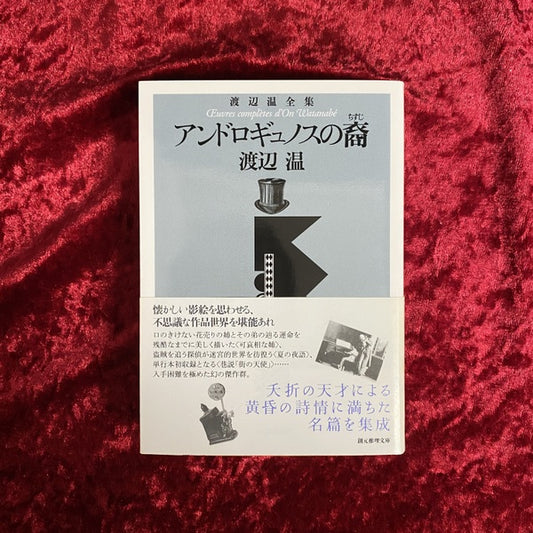 渡辺温全集
Œuvres complètes d'On Watanabé
アンドロギュノスの裔
ちすじ
渡辺 温
懐かしい影絵を思わせる、
不思議な作品世界を堪能あれ
口のきけない花売りの姉とその弟の辿る運命を
残酷なまでに美しく描いた〈可哀相な姉〉、
盗賊を追う探偵が迷宮的世界を彷徨う〈夏の夜語〉、
単行本初収録となる〈巷説「街の天使」〉……
入手困難を極めた幻の傑作群。
夭折の天才による
黄昏の詩情に満ちた
名篇を集成
創元推理文庫